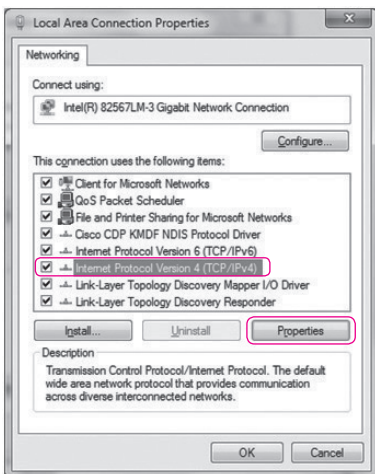 Local Area Connection Properties
Networking
Connect using:
Intel(R) 82567LM-3 Gigabit Network Connection
Configure...
This connection uses the following items:
Client for Microsoft Networks
QoS Packet Scheduler
File and Printer Sharing for Microsoft Networks
Cisco CDP KMDF NDIS Protocol Driver
Internet Protocol Version 6 (TCP/IPv6)
Internet Protocol Version 4 (TCP/IPv4)
Link-Layer Topology Discovery Mapper I/O Driver
Link-Layer Topology Discovery Responder
Install... Uninstall Properties
Description
Transmission Control Protocol/Internet Protocol. The default
wide area network protocol that provides communication
across diverse interconnected networks.
OK Cancel